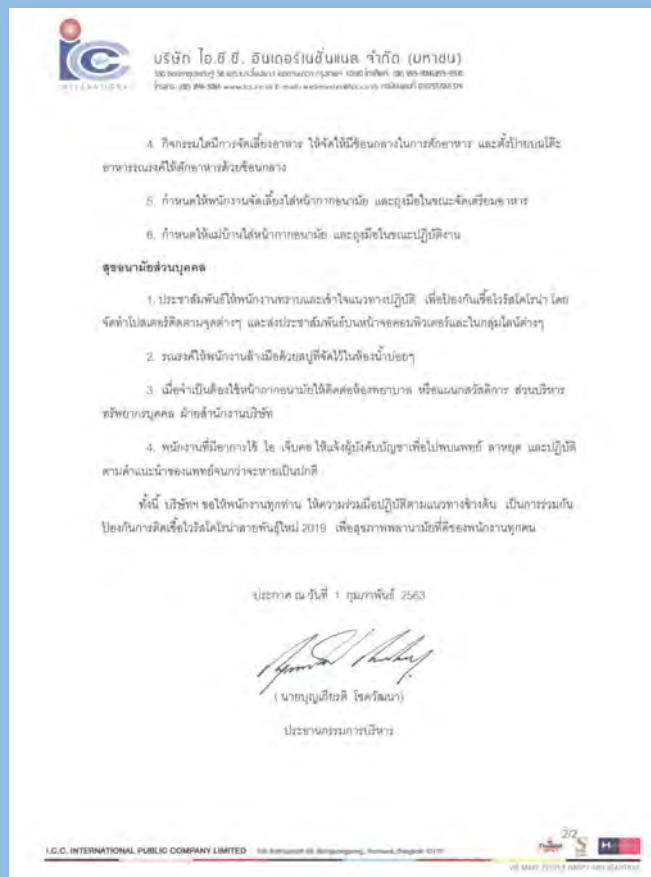 icc
INTERNATIONAL
บริษัท ไอ.ซี.ซี. อินเตอร์เนชั่นแนล จำกัด (มหาชน)
4. กิจกรรมใดมีการจัดเลี้ยงอาหาร ให้จัดให้มีช้อนกลางในการตักอาหาร และตั้งป้ายบนโต๊ะ
อาหารรณรงค์ให้ตักอาหารด้วยช้อนกลาง
5. กำหนดให้พนักงานจัดเลี้ยงใส่หน้ากากอนามัย และถุงมือในขณะจัดเตรียมอาหาร
6. กำหนดให้แม่บ้านใส่หน้ากากอนามัย และถุงมือในขณะปฏิบัติงาน
สุขอนามัยส่วนบุคคล
1. ประชาสัมพันธ์ให้พนักงานทราบและเข้าใจแนวทางปฏิบัติ เพื่อป้องกันเชื้อไวรัสโคโรน่า โดย
จัดทำโปสเตอร์ติดตามจุดต่างๆ และส่งประชาสัมพันธ์บนหน้าจอคอมพิวเตอร์และในกลุ่มไลน์ต่างๆ
2. รณรงค์ให้พนักงานล้างมือด้วยสบู่ที่จัดไว้ในห้องน้ำบ่อยๆ
3. เมื่อจำเป็นต้องใช้หน้ากากอนามัยให้ติดต่อห้องพยาบาล หรือแผนกสวัสดิการ ส่วนบริหาร
ทรัพยากรบุคคล ฝ่ายสำนักงานบริษัท
4. พนักงานที่มีอาการไข้ ไอ เจ็บคอ ให้แจ้งผู้บังคับบัญชาเพื่อไปพบแพทย์ ลาหยุด และปฏิบัติ
ตามคำแนะนำของแพทย์จนกว่าจะหายเป็นปกติ
ทั้งนี้ บริษัทฯ ขอให้พนักงานทุกท่าน ให้ความร่วมมือปฏิบัติตามแนวทางข้างต้น เป็นการร่วมกัน
ป้องกันการติดเชื้อไวรัสโคโรน่าสายพันธุ์ใหม่ 2019 เพื่อสุขภาพพลานามัยที่ดีของพนักงานทุกคน
ประกาศ ณ วันที่ 1 กุมภาพันธ์ 2563
( นายบุญเกียรติ โชควัฒนา)
ประธานกรรมการบริหาร
2/2
I.C.C. INTERNATIONAL PUBLIC COMPANY LIMITED